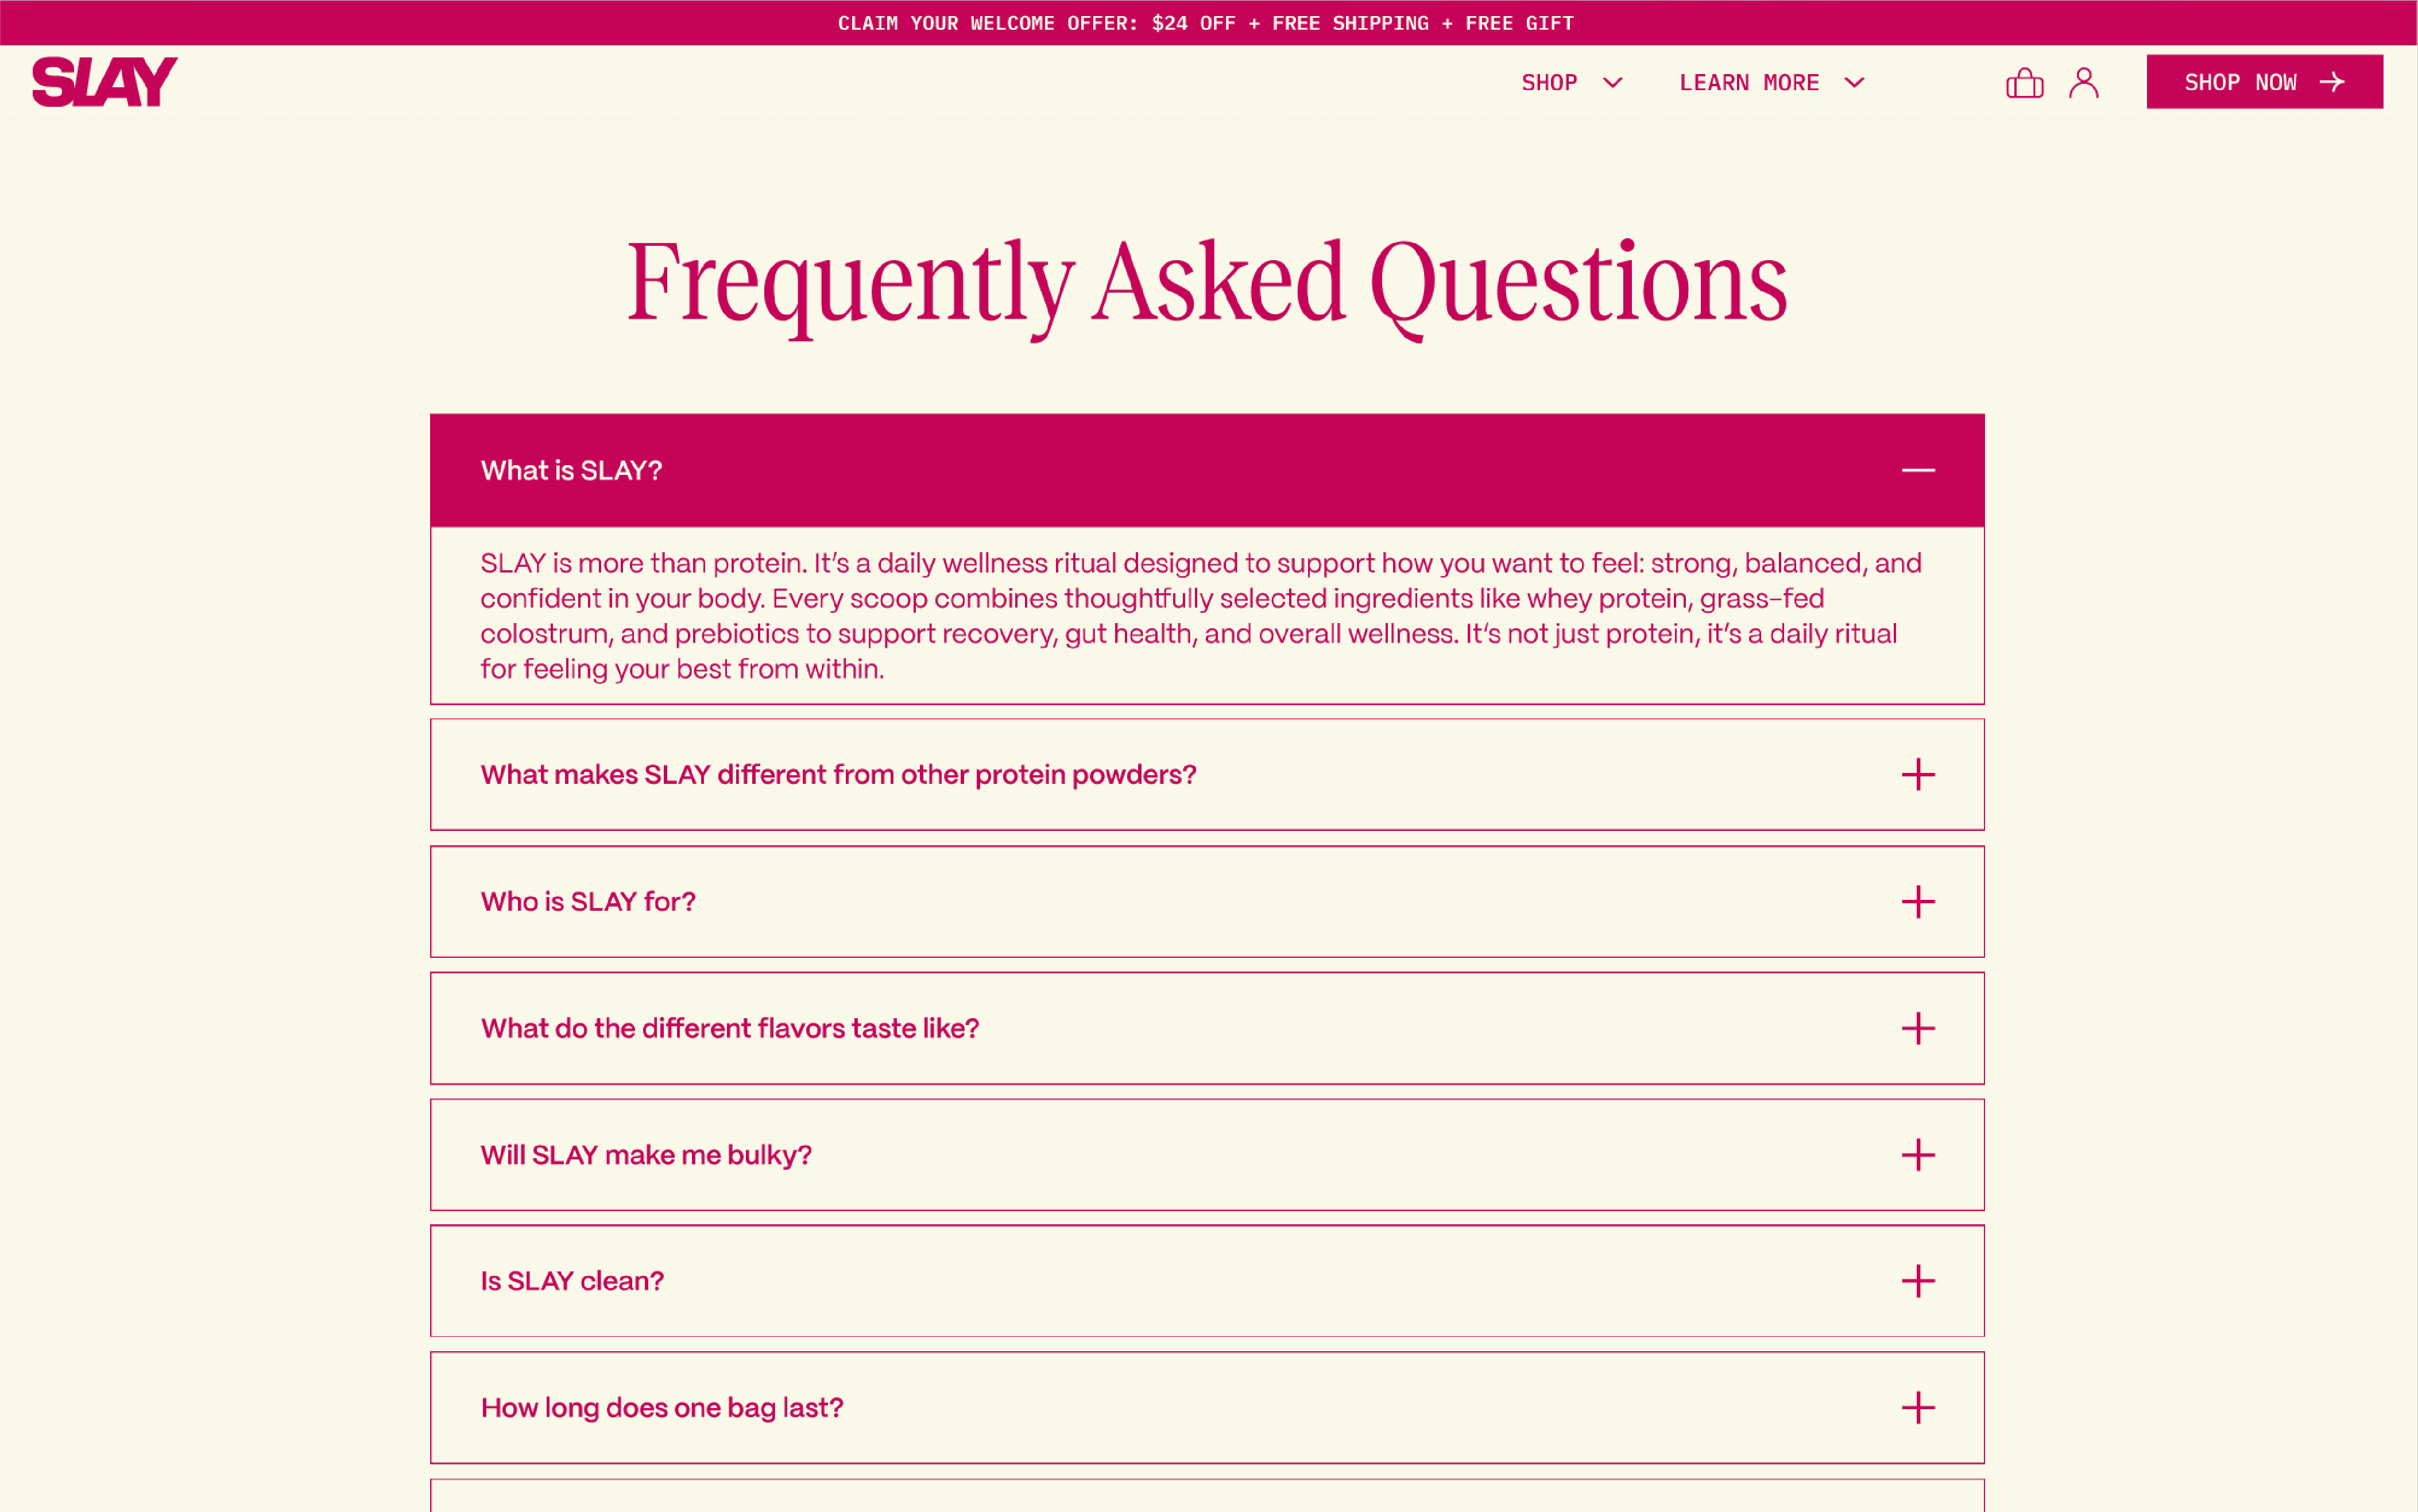 CLAIM YOUR WELCOME OFFER: $24 OFF + FREE SHIPPING + FREE GIFT
SLAY
SHOP
LEARN MORE
SHOP NOW
Frequently Asked Questions
What is SLAY?
SLAY is more than protein. It’s a daily wellness ritual designed to support how you want to feel: strong, balanced, and
confident in your body. Every scoop combines thoughtfully selected ingredients like whey protein, grass-fed
colostrum, and prebiotics to support recovery, gut health, and overall wellness. It’s not just protein, it’s a daily ritual
for feeling your best from within.
What makes SLAY different from other protein powders?
Who is SLAY for?
What do the different flavors taste like?
Will SLAY make me bulky?
Is SLAY clean?
How long does one bag last?